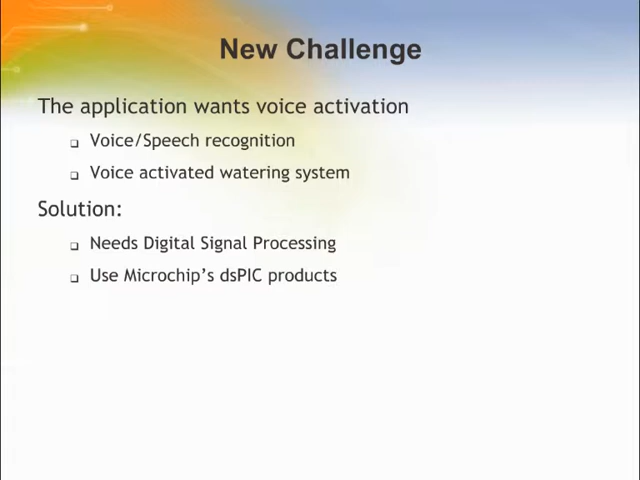 New Challenge
The application wants voice activation
Voice/Speech recognition
Voice activated watering system
Solution:
Needs Digital Signal Processing
Use Microchip's dsPIC products